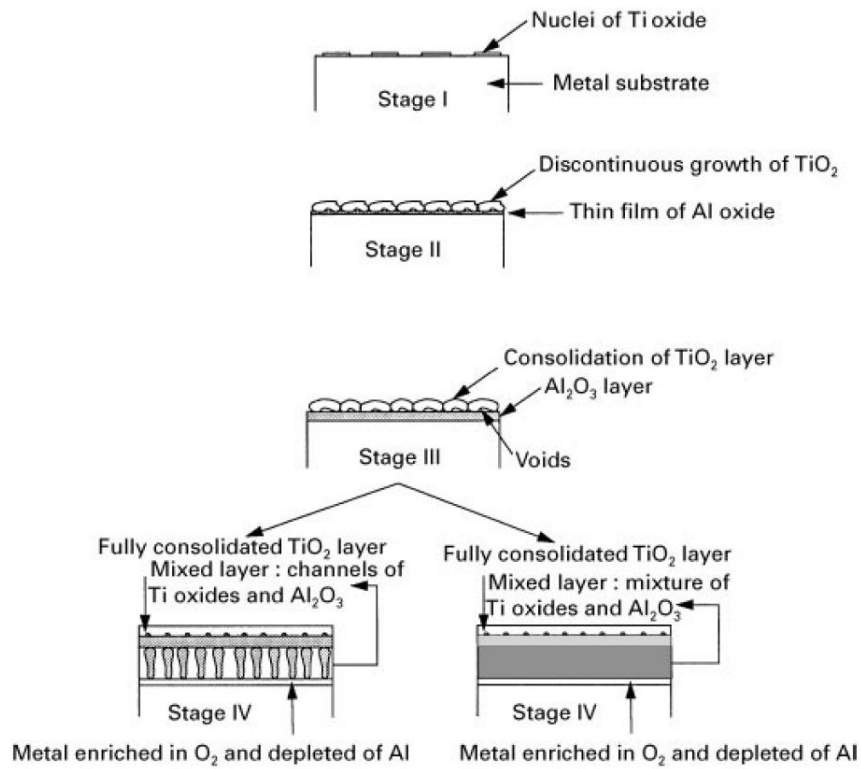 Nuclei of Ti oxide
Metal substrate
Stage I
Discontinuous growth of TiO₂
Thin film of Al oxide
Stage II
Consolidation of TiO₂ layer
Al₂O₃ layer
Stage III
Voids
Fully consolidated TiO₂ layer
Mixed layer : channels of
Ti oxides and Al₂O₃
Stage IV
Metal enriched in O₂ and depleted of Al
Fully consolidated TiO₂ layer
Mixed layer : mixture of
Ti oxides and Al₂O₃
Stage IV
Metal enriched in O₂ and depleted of Al